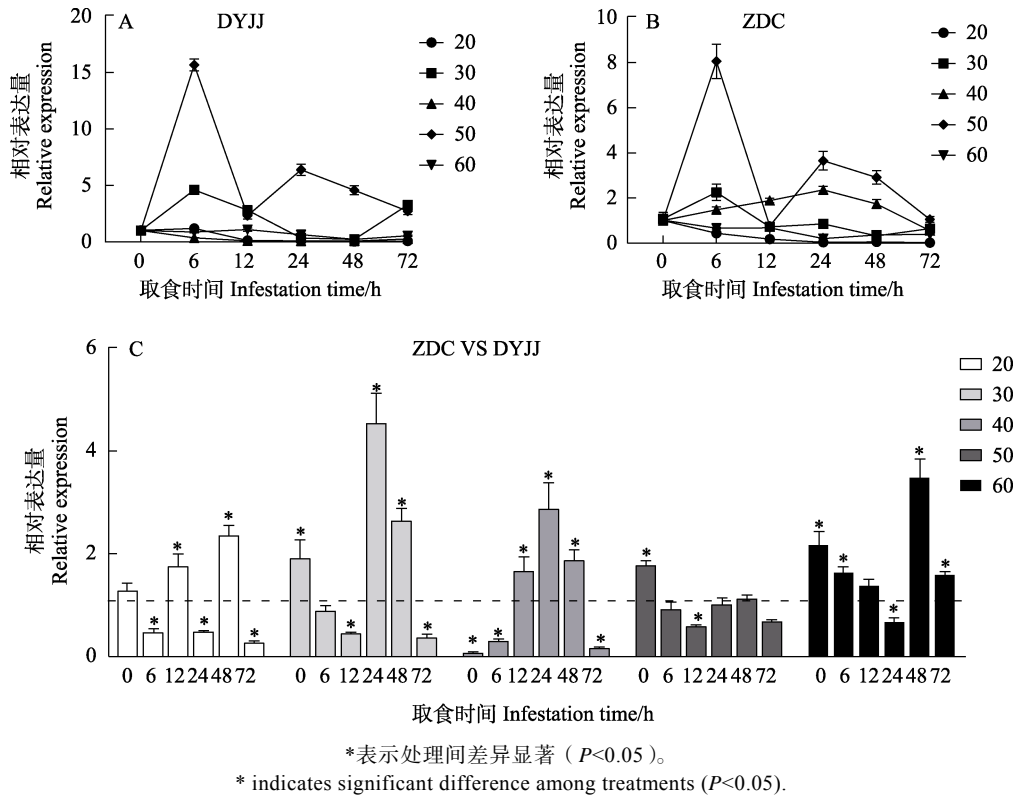 A DYJJ
20
15
10
5
0
相对表达量
Relative expression
20
30
40
50
60
0 6 12 24 48 72
取食时间 Infestation time/h
B ZDC
10
8
6
4
2
0
相对表达量
Relative expression
20
30
40
50
60
0 6 12 24 48 72
取食时间 Infestation time/h
C ZDC VS DYJJ
6
4
2
0
相对表达量
Relative expression
* * * * * * * * * * * * * * * * * * * * * * *
20
30
40
50
60
0 6 12 24 48 72 0 6 12 24 48 72 0 6 12 24 48 72 0 6 12 24 48 72 0 6 12 24 48 72
取食时间 Infestation time/h
*表示处理间差异显著（P<0.05）。
* indicates significant difference among treatments (P<0.05).